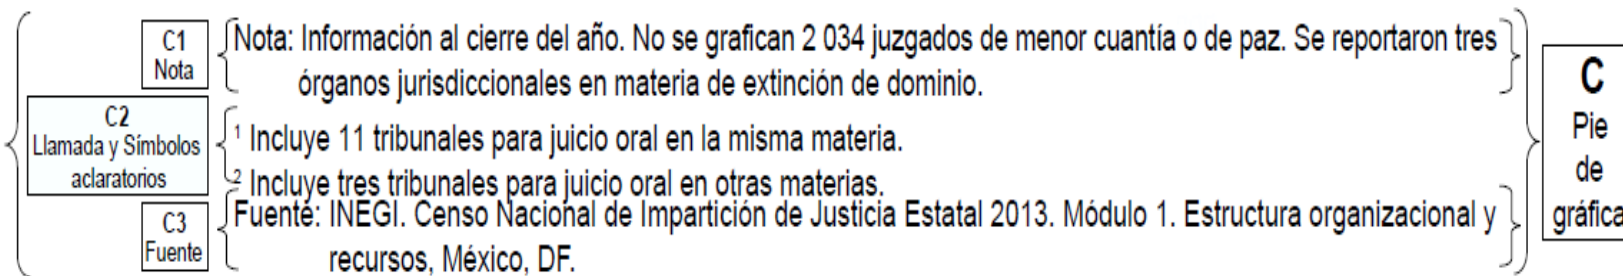 C1
Nota
Nota: Información al cierre del año. No se grafican 2 034 juzgados de menor cuantía o de paz. Se reportaron tres
órganos jurisdiccionales en materia de extinción de dominio.
C2
Llamada y Símbolos
aclaratorios
1 Incluye 11 tribunales para juicio oral en la misma materia.
2 Incluye tres tribunales para juicio oral en otras materias.
C3
Fuente
Fuente: INEGI. Censo Nacional de Impartición de Justicia Estatal 2013. Módulo 1. Estructura organizacional y
recursos, México, DF.
C
Pie
de
gráfica